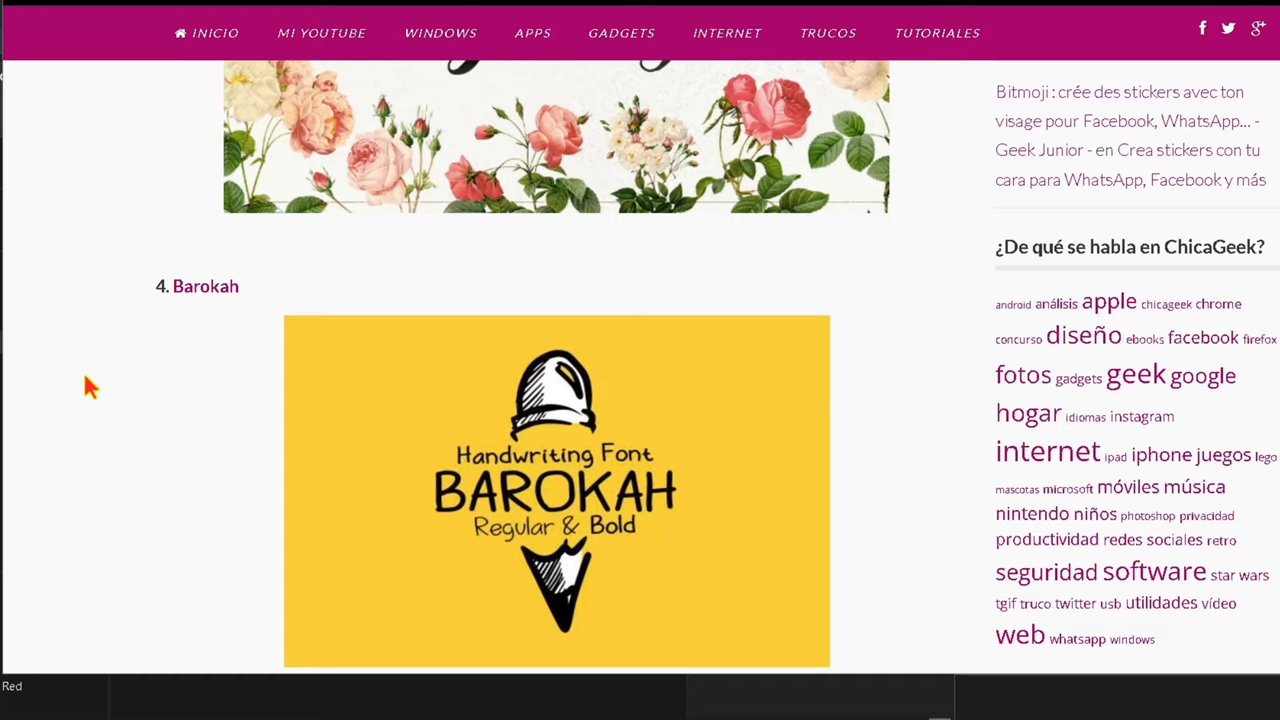 INICIO MI YOUTUBE WINDOWS APPS GADGETS INTERNET TRUCOS TUTORIALES
4. Barokah
Handwriting Font
BAROKAH
Regular & Bold
Bitmoji : crée des stickers avec ton
visage pour Facebook, WhatsApp... -
Geek Junior - en Crea stickers con tu
cara para WhatsApp, Facebook y más
¿De qué se habla en ChicaGeek?
android análisis apple chicageek chrome
concurso diseño ebooks facebook firefox
fotos gadgets geek google
hogar idiomas instagram
internet ipad iphone juegos lego
mascotas microsoft móviles música
nintendo niños photoshop privacidad
productividad redes sociales retro
seguridad software star wars
tgif truco twitter usb utilidades vídeo
web whatsapp windows
Red